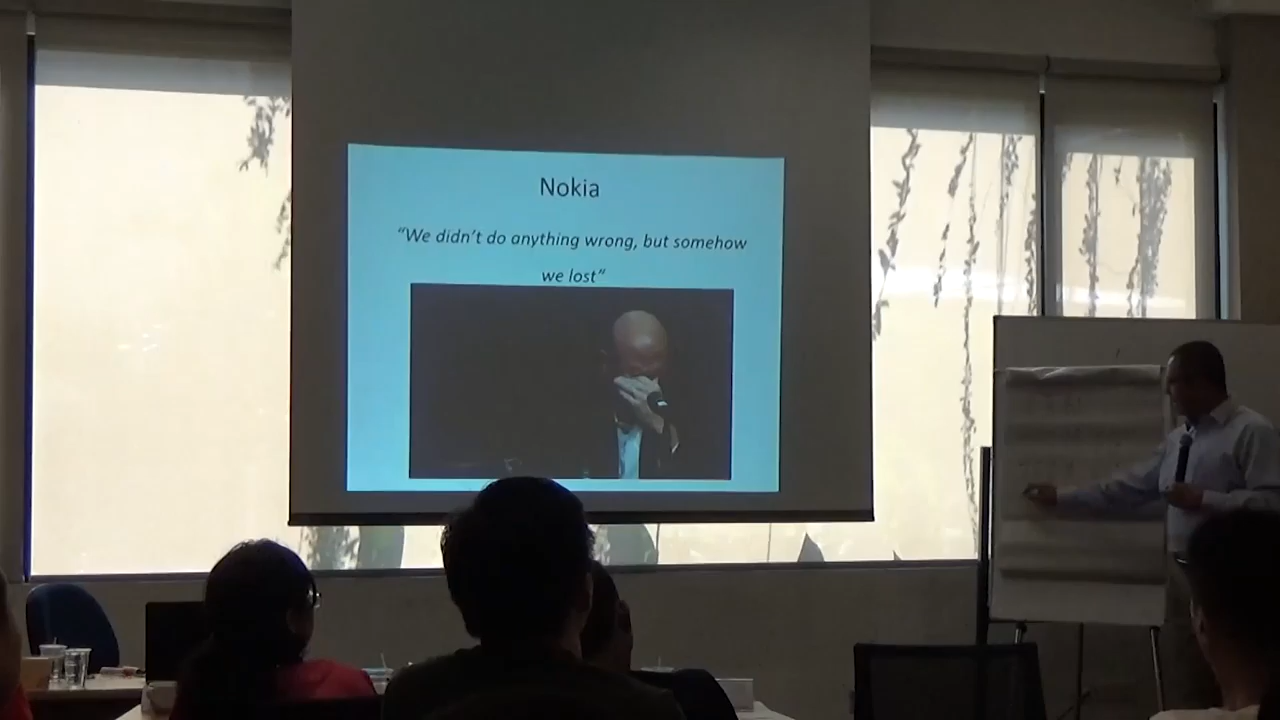 Nokia
“We didn’t do anything wrong, but somehow
we lost”